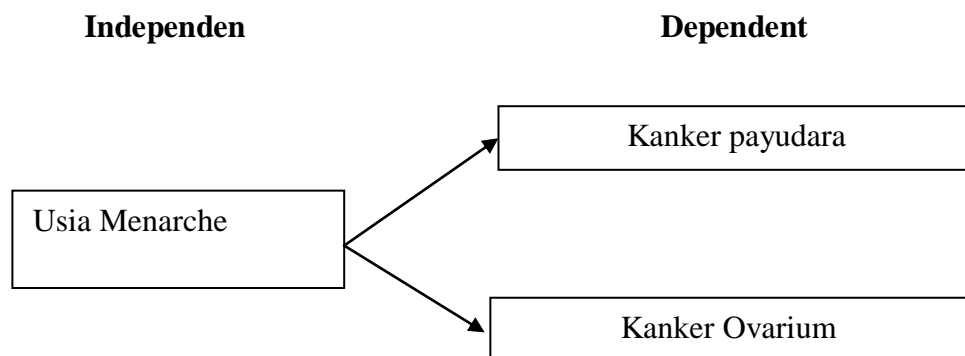 Independen Dependent
Kanker payudara
Usia Menarche
Kanker Ovarium